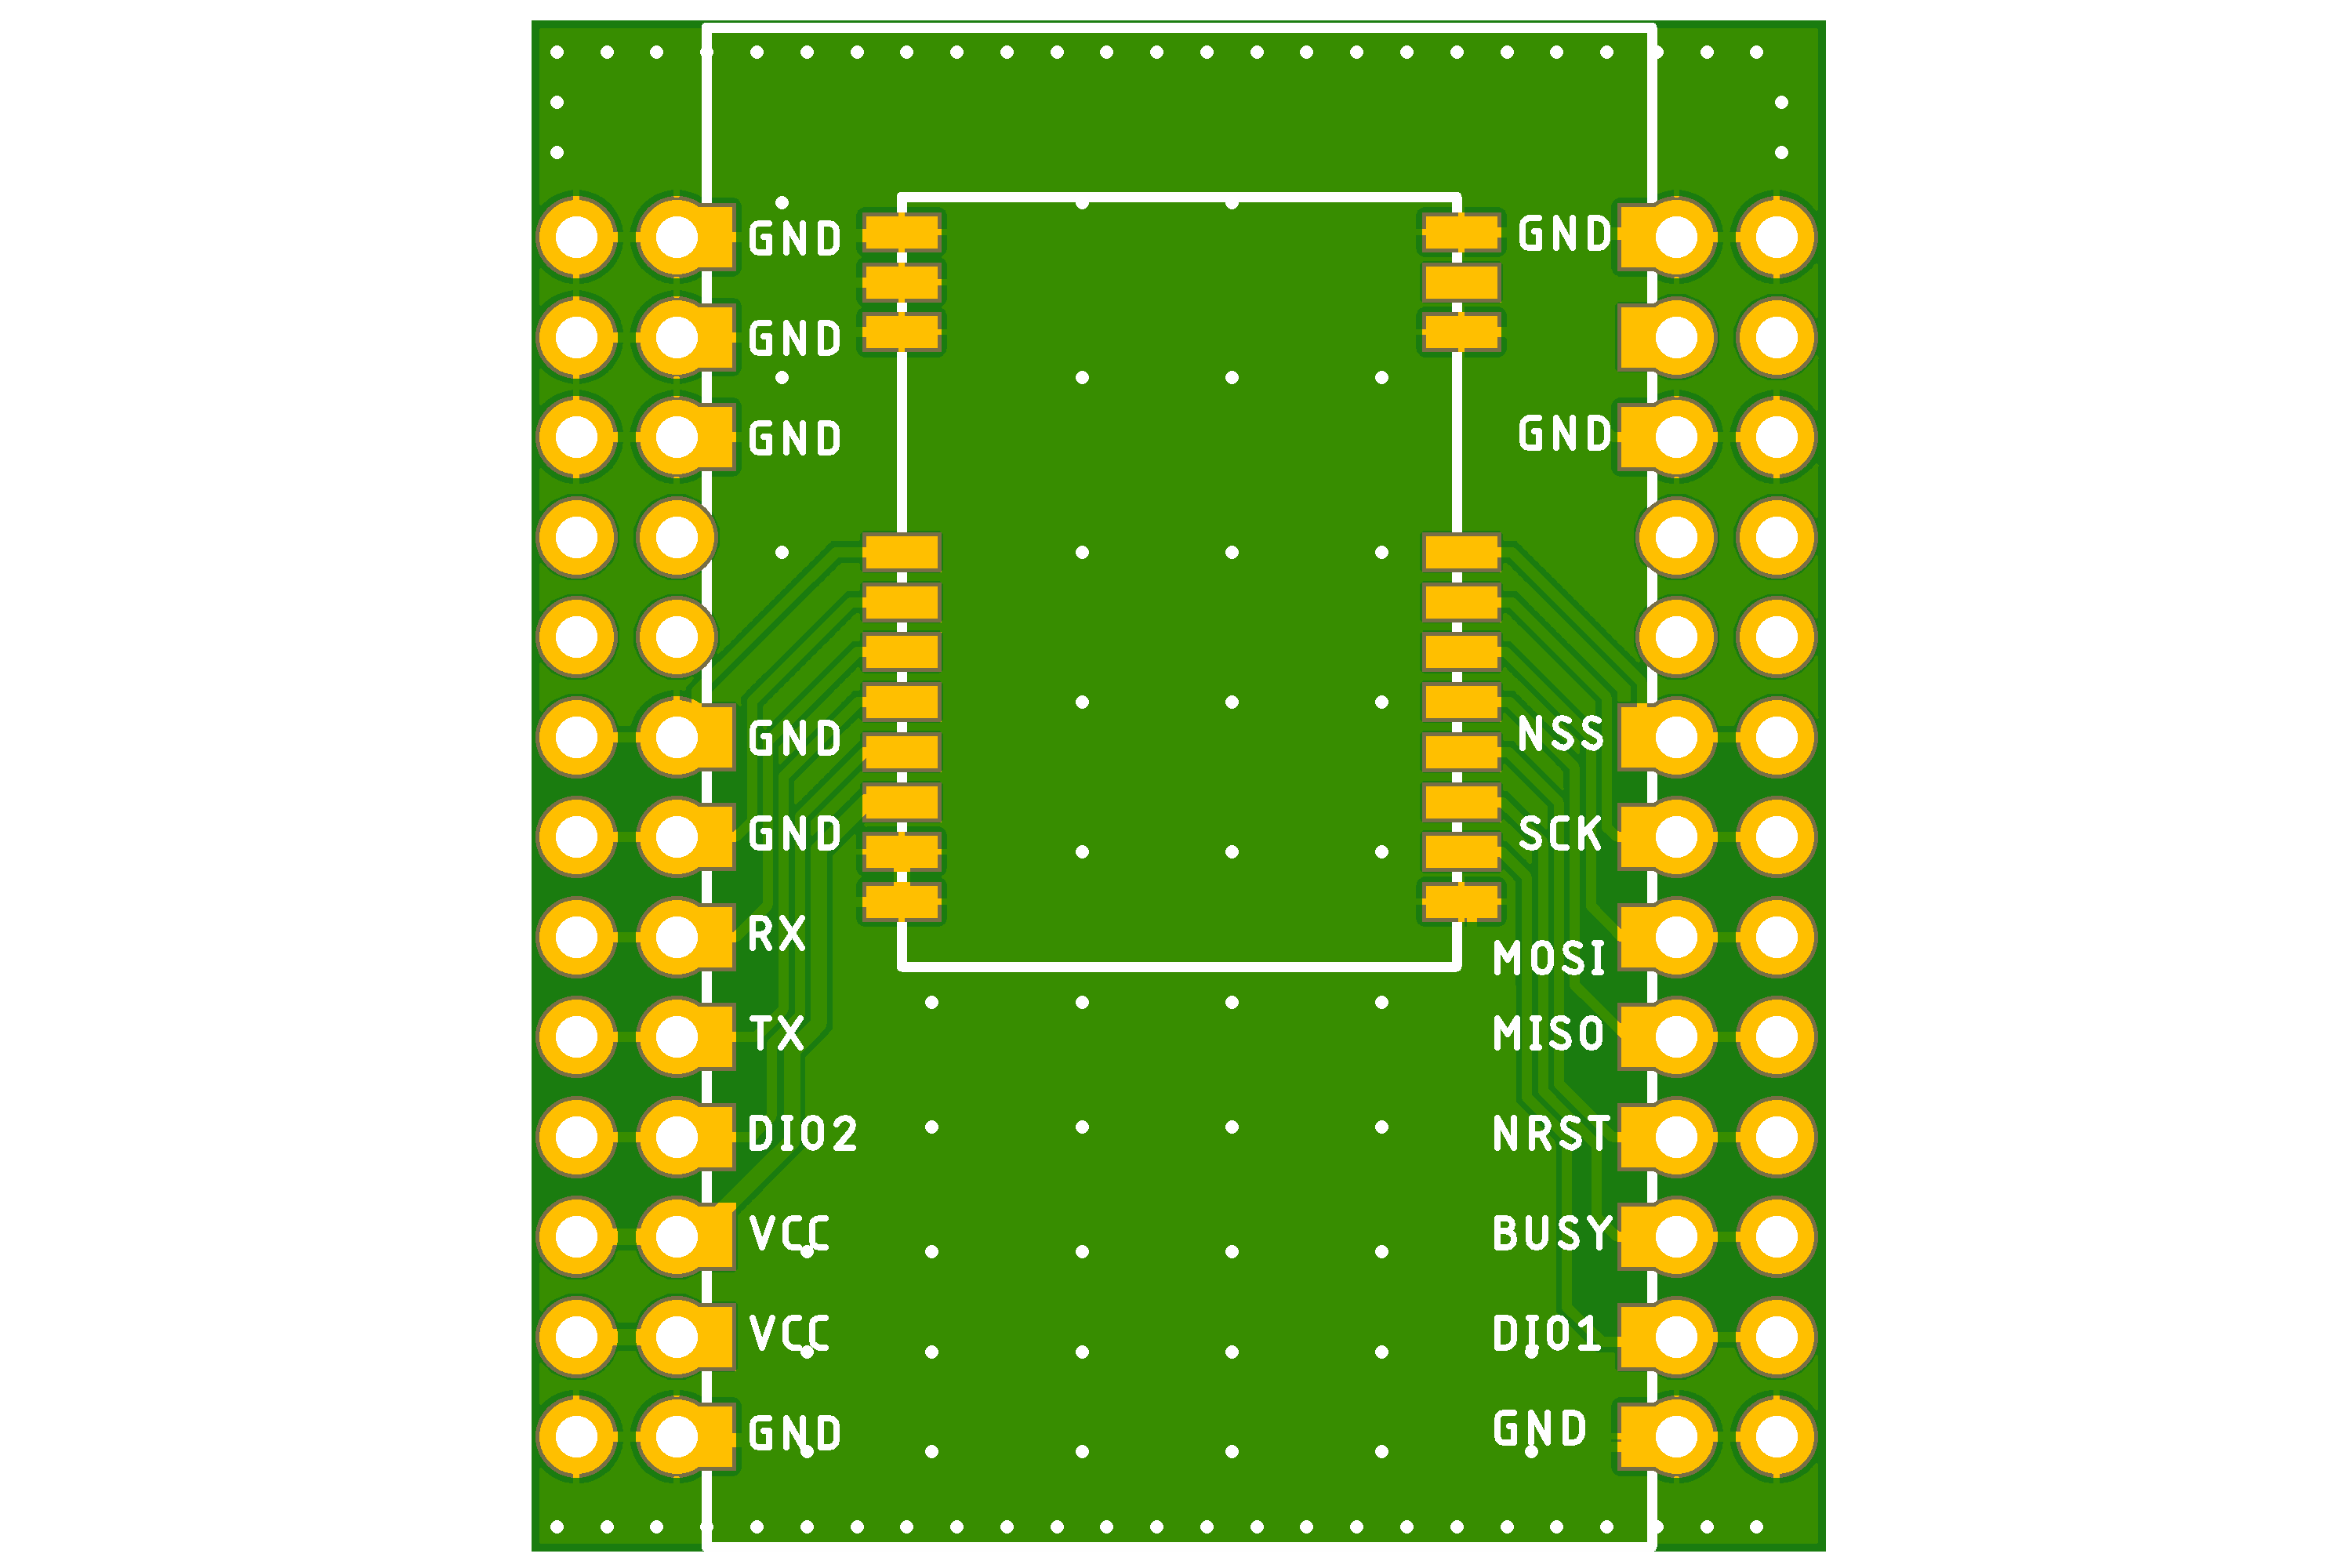 GND
GND
GND
GND
GND
RX
TX
DIO2
VCC
VCC
GND
GND
GND
NSS
SCK
MOSI
MISO
NRST
BUSY
DIO1
GND